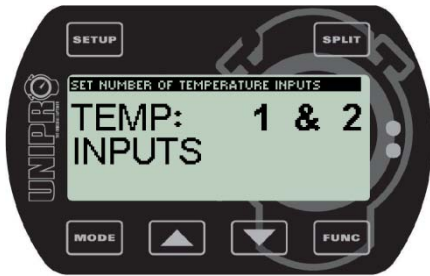 SETUP
SPLIT
SET NUMBER OF TEMPERATURE INPUTS
TEMP: 1 & 2
INPUTS
UNIPRO
MODE
FUNC